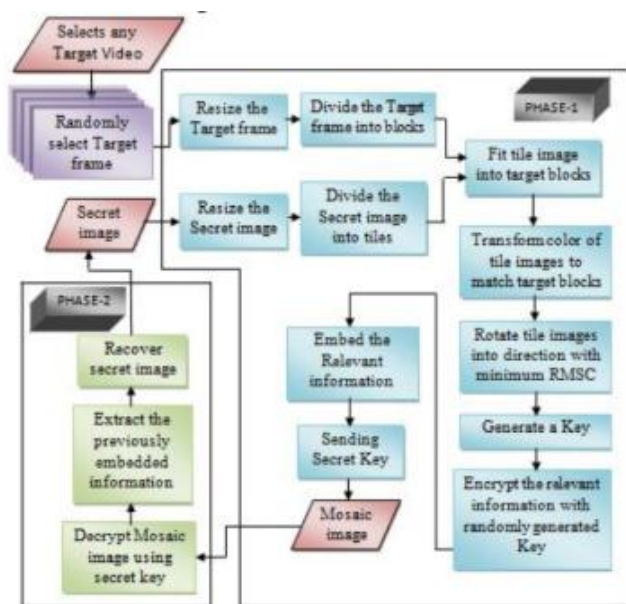 Selects any
Target Video
Randomly
select Target
frame
Resize the
Target frame
Divide the Target
frame into blocks
PHASE-1
Fit tile image
into target blocks
Secret
image
Resize the
Secret image
Divide the
Secret image
into tiles
Transform color of
tile images to
match target blocks
Rotate tile images
into direction with
minimum RMSC
Generate a Key
Encrypt the relevant
information with
randomly generated
Key
Embed the
Relevant
information
Sending
Secret Key
Mosaic
image
PHASE-2
Recover
secret image
Extract the
previously
embedded
information
Decrypt Mosaic
image using
secret key